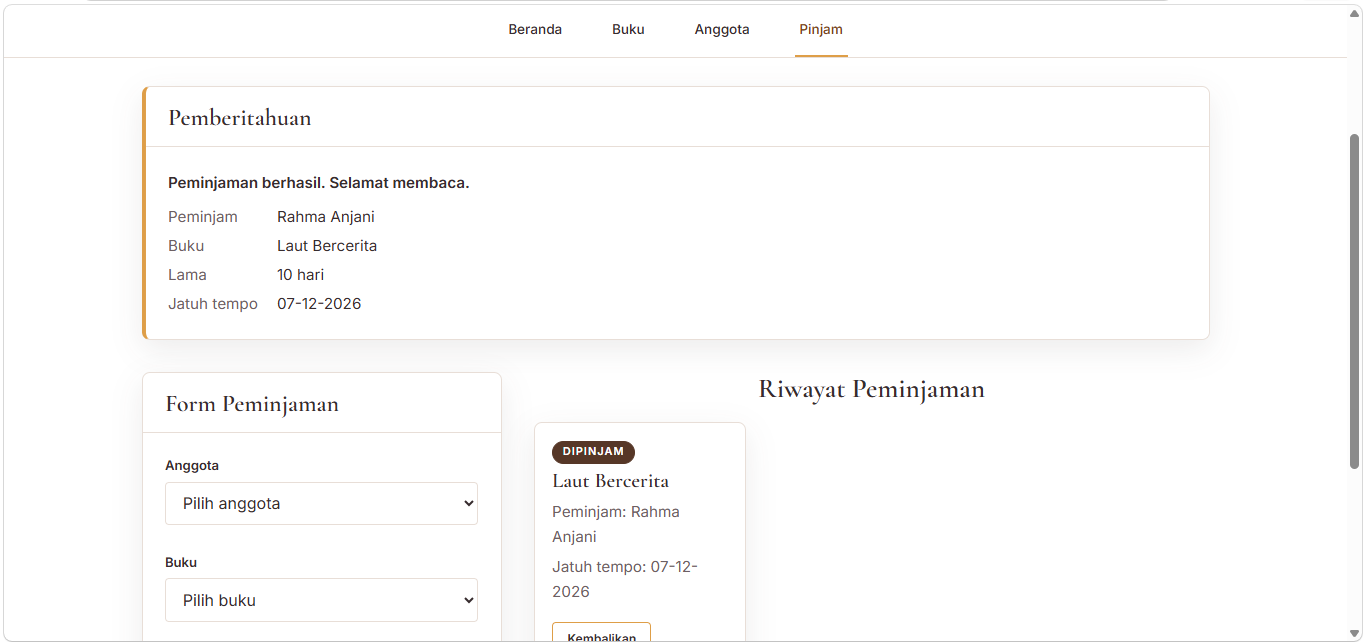 Beranda Buku Anggota Pinjam
Pemberitahuan
Peminjaman berhasil. Selamat membaca.
Peminjam Rahma Anjani
Buku Laut Bercerita
Lama 10 hari
Jatuh tempo 07-12-2026
Form Peminjaman
Anggota
Pilih anggota
Buku
Pilih buku
Riwayat Peminjaman
DIPINJAM
Laut Bercerita
Peminjam: Rahma
Anjani
Jatuh tempo: 07-12-
2026
Kembalikan